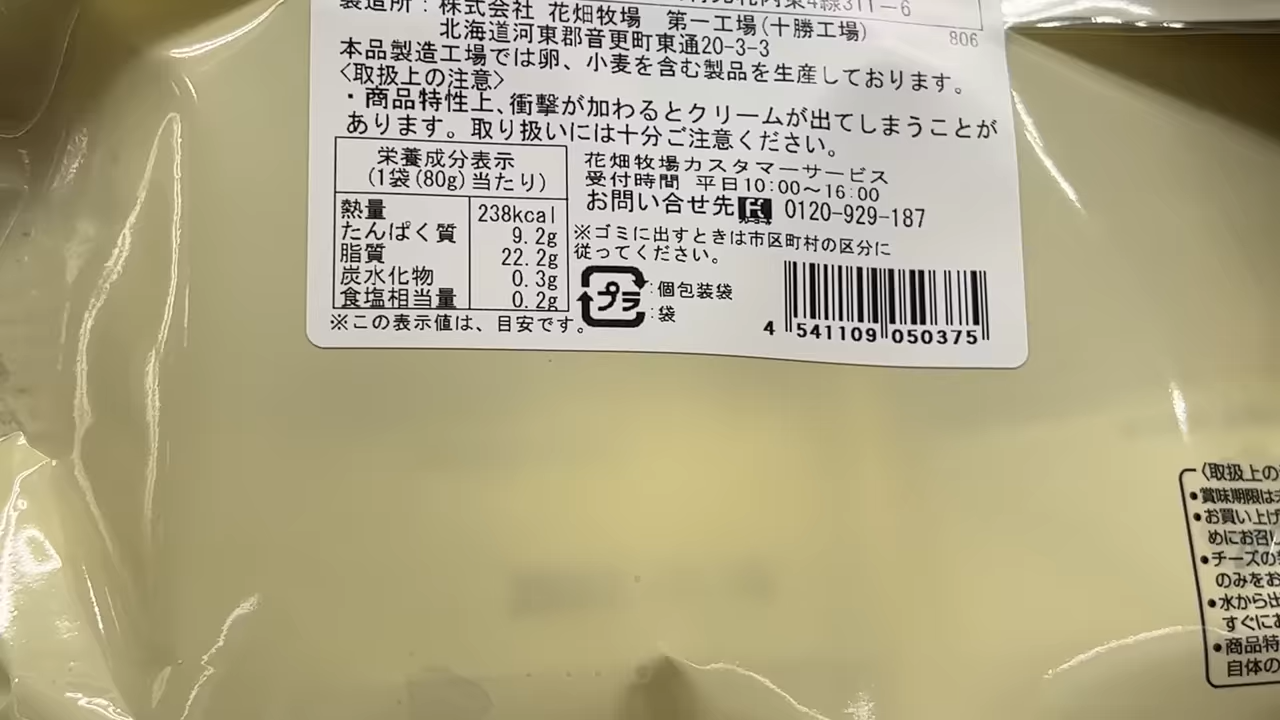 製造所:株式会社 花畑牧場 第一工場(十勝工場)
北海道河東郡音更町東通20-3-3
806
本品製造工場では卵、小麦を含む製品を生産しております。
〈取扱上の注意〉
・商品特性上、衝撃が加わるとクリームが出てしまうことが
あります。取り扱いには十分ご注意ください。
栄養成分表示
(1袋(80g)当たり)
熱量 238kcal
たんぱく質 9.2g
脂質 22.2g
炭水化物 0.3g
食塩相当量 0.2g
※この表示値は、目安です。
花畑牧場カスタマーサービス
受付時間 平日10:00~16:00
お問い合せ先 0120-929-187
※ゴミに出すときは市区町村の区分に
従ってください。
プラ
:個包装袋
:袋
4 541109 050375
〈取扱上の
•賞味期限は
•お買い上げ
めにお召し
•チーズの
のみをお
•水から出
すぐにお
•商品特
自体の